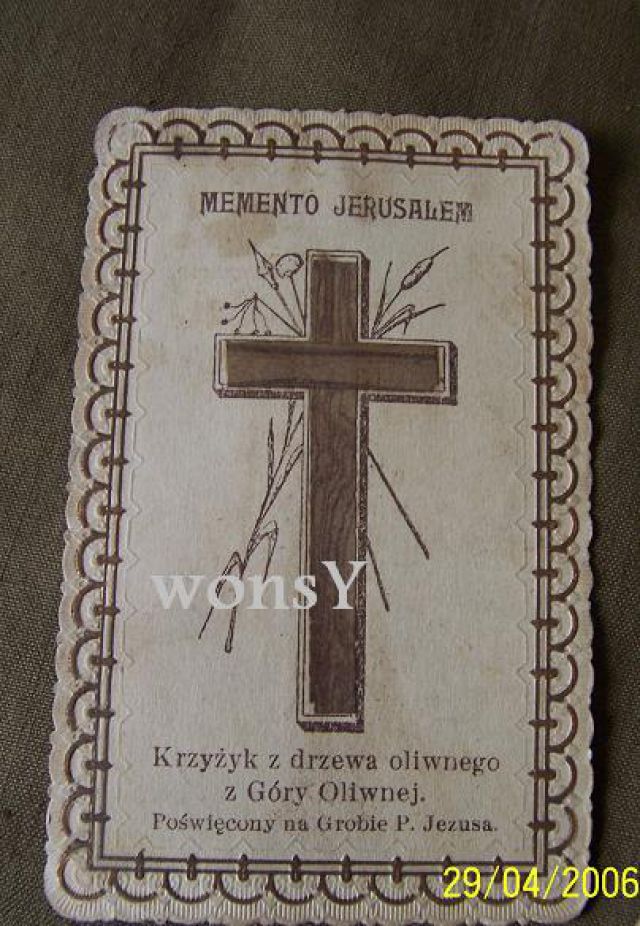 MEMENTO JERUSALEM
wonsY
Krzyżyk z drzewa oliwnego
z Góry Oliwnej.
Poświęcony na Grobie P. Jezusa.
29/04/2006